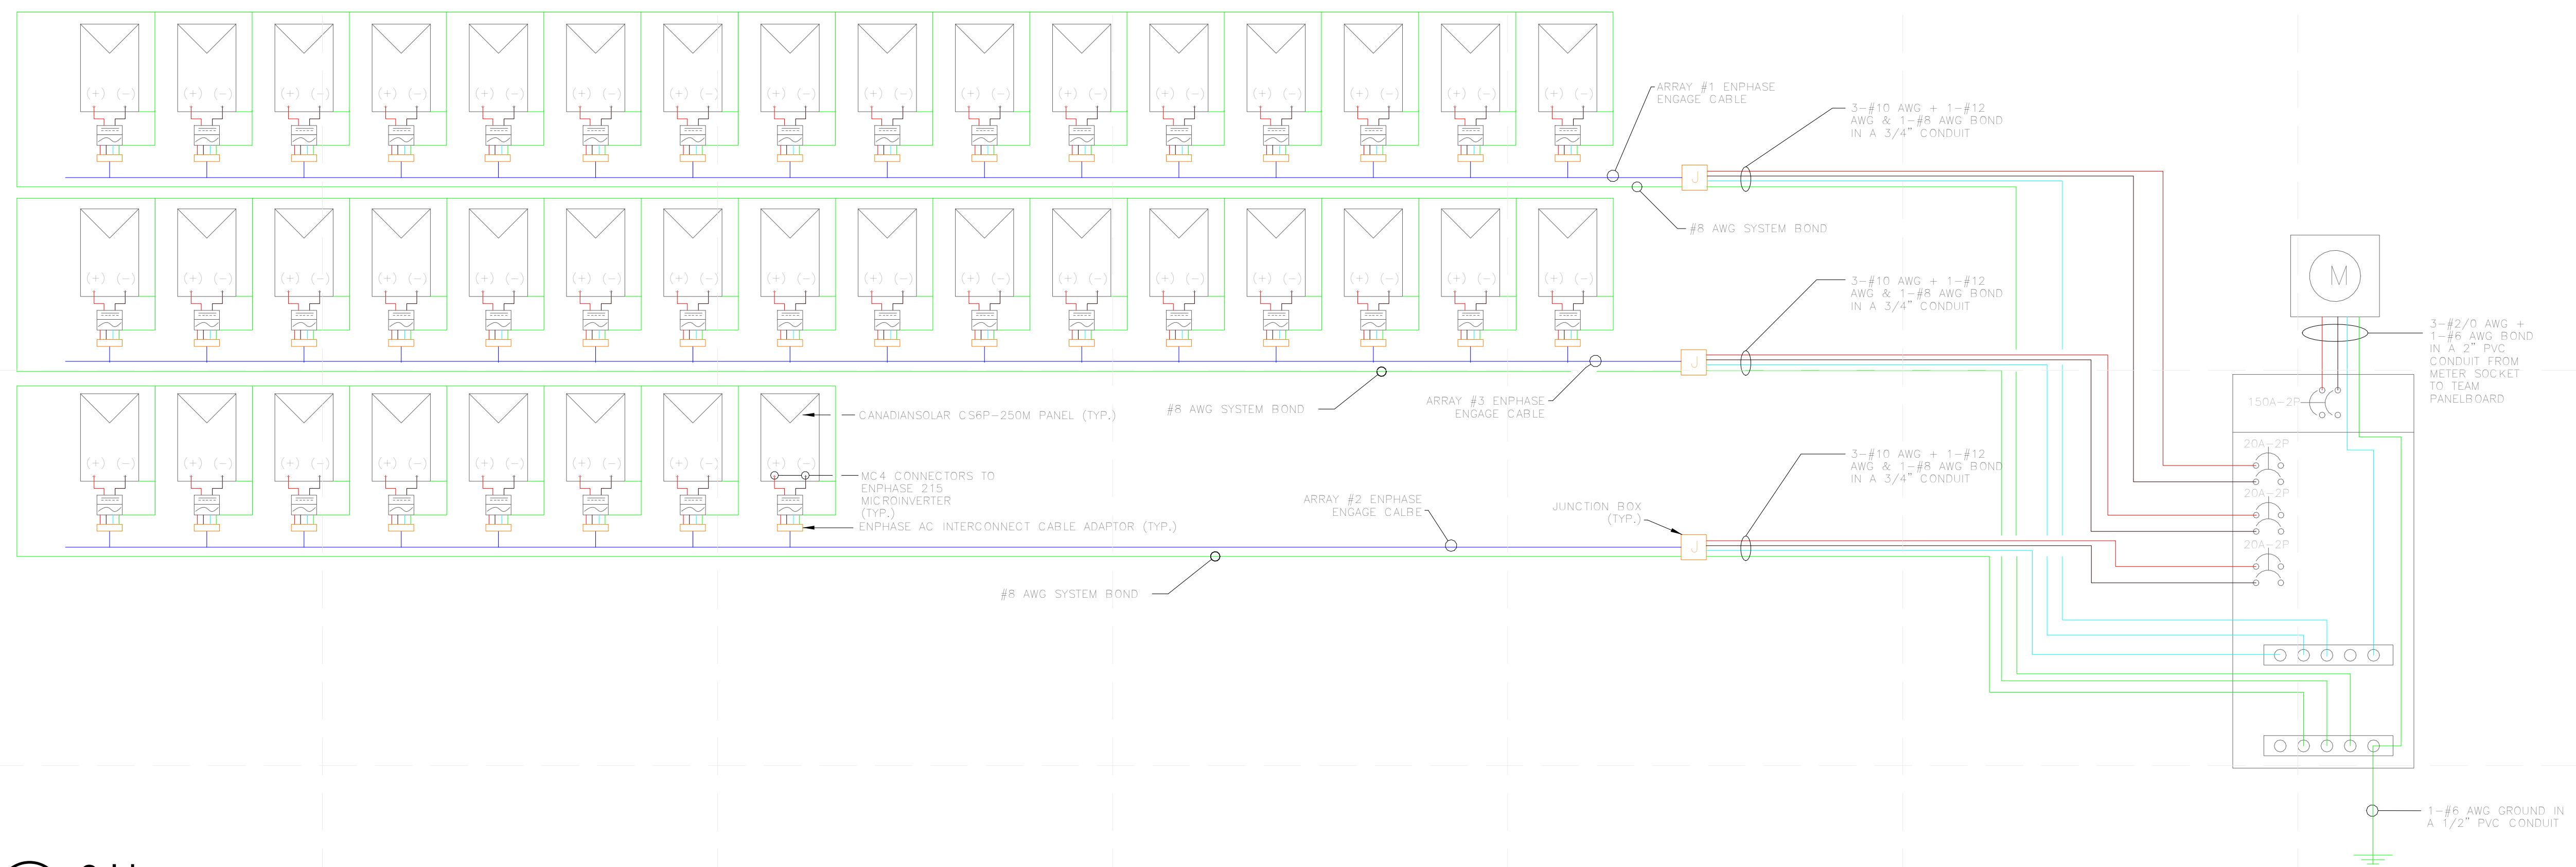 (+) (-) (+) (-) (+) (-) (+) (-) (+) (-) (+) (-) (+) (-) (+) (-) (+) (-) (+) (-) (+) (-) (+) (-) (+) (-) (+) (-) (+) (-) (+) (-)
ARRAY #1 ENPHASE
ENGAGE CABLE
3-#10 AWG + 1-#12
AWG & 1-#8 AWG BOND
IN A 3/4" CONDUIT
J
#8 AWG SYSTEM BOND
(+) (-) (+) (-) (+) (-) (+) (-) (+) (-) (+) (-) (+) (-) (+) (-) (+) (-) (+) (-) (+) (-) (+) (-) (+) (-) (+) (-) (+) (-) (+) (-)
3-#10 AWG + 1-#12
AWG & 1-#8 AWG BOND
IN A 3/4" CONDUIT
J
#8 AWG SYSTEM BOND
ARRAY #3 ENPHASE
ENGAGE CABLE
M
3-#2/0 AWG +
1-#6 AWG BOND
IN A 2" PVC
CONDUIT FROM
METER SOCKET
TO TEAM
PANELBOARD
150A-2P
20A-2P
20A-2P
20A-2P
CANADIANSOLAR CS6P-250M PANEL (TYP.)
(+) (-) (+) (-) (+) (-) (+) (-) (+) (-) (+) (-) (+) (-) (+) (-)
MC4 CONNECTORS TO
ENPHASE 215
MICROINVERTER
(TYP.)
ENPHASE AC INTERCONNECT CABLE ADAPTOR (TYP.)
ARRAY #2 ENPHASE
ENGAGE CALBE
JUNCTION BOX
(TYP.)
3-#10 AWG + 1-#12
AWG & 1-#8 AWG BOND
IN A 3/4" CONDUIT
J
#8 AWG SYSTEM BOND
1-#6 AWG GROUND IN
A 1/2" PVC CONDUIT